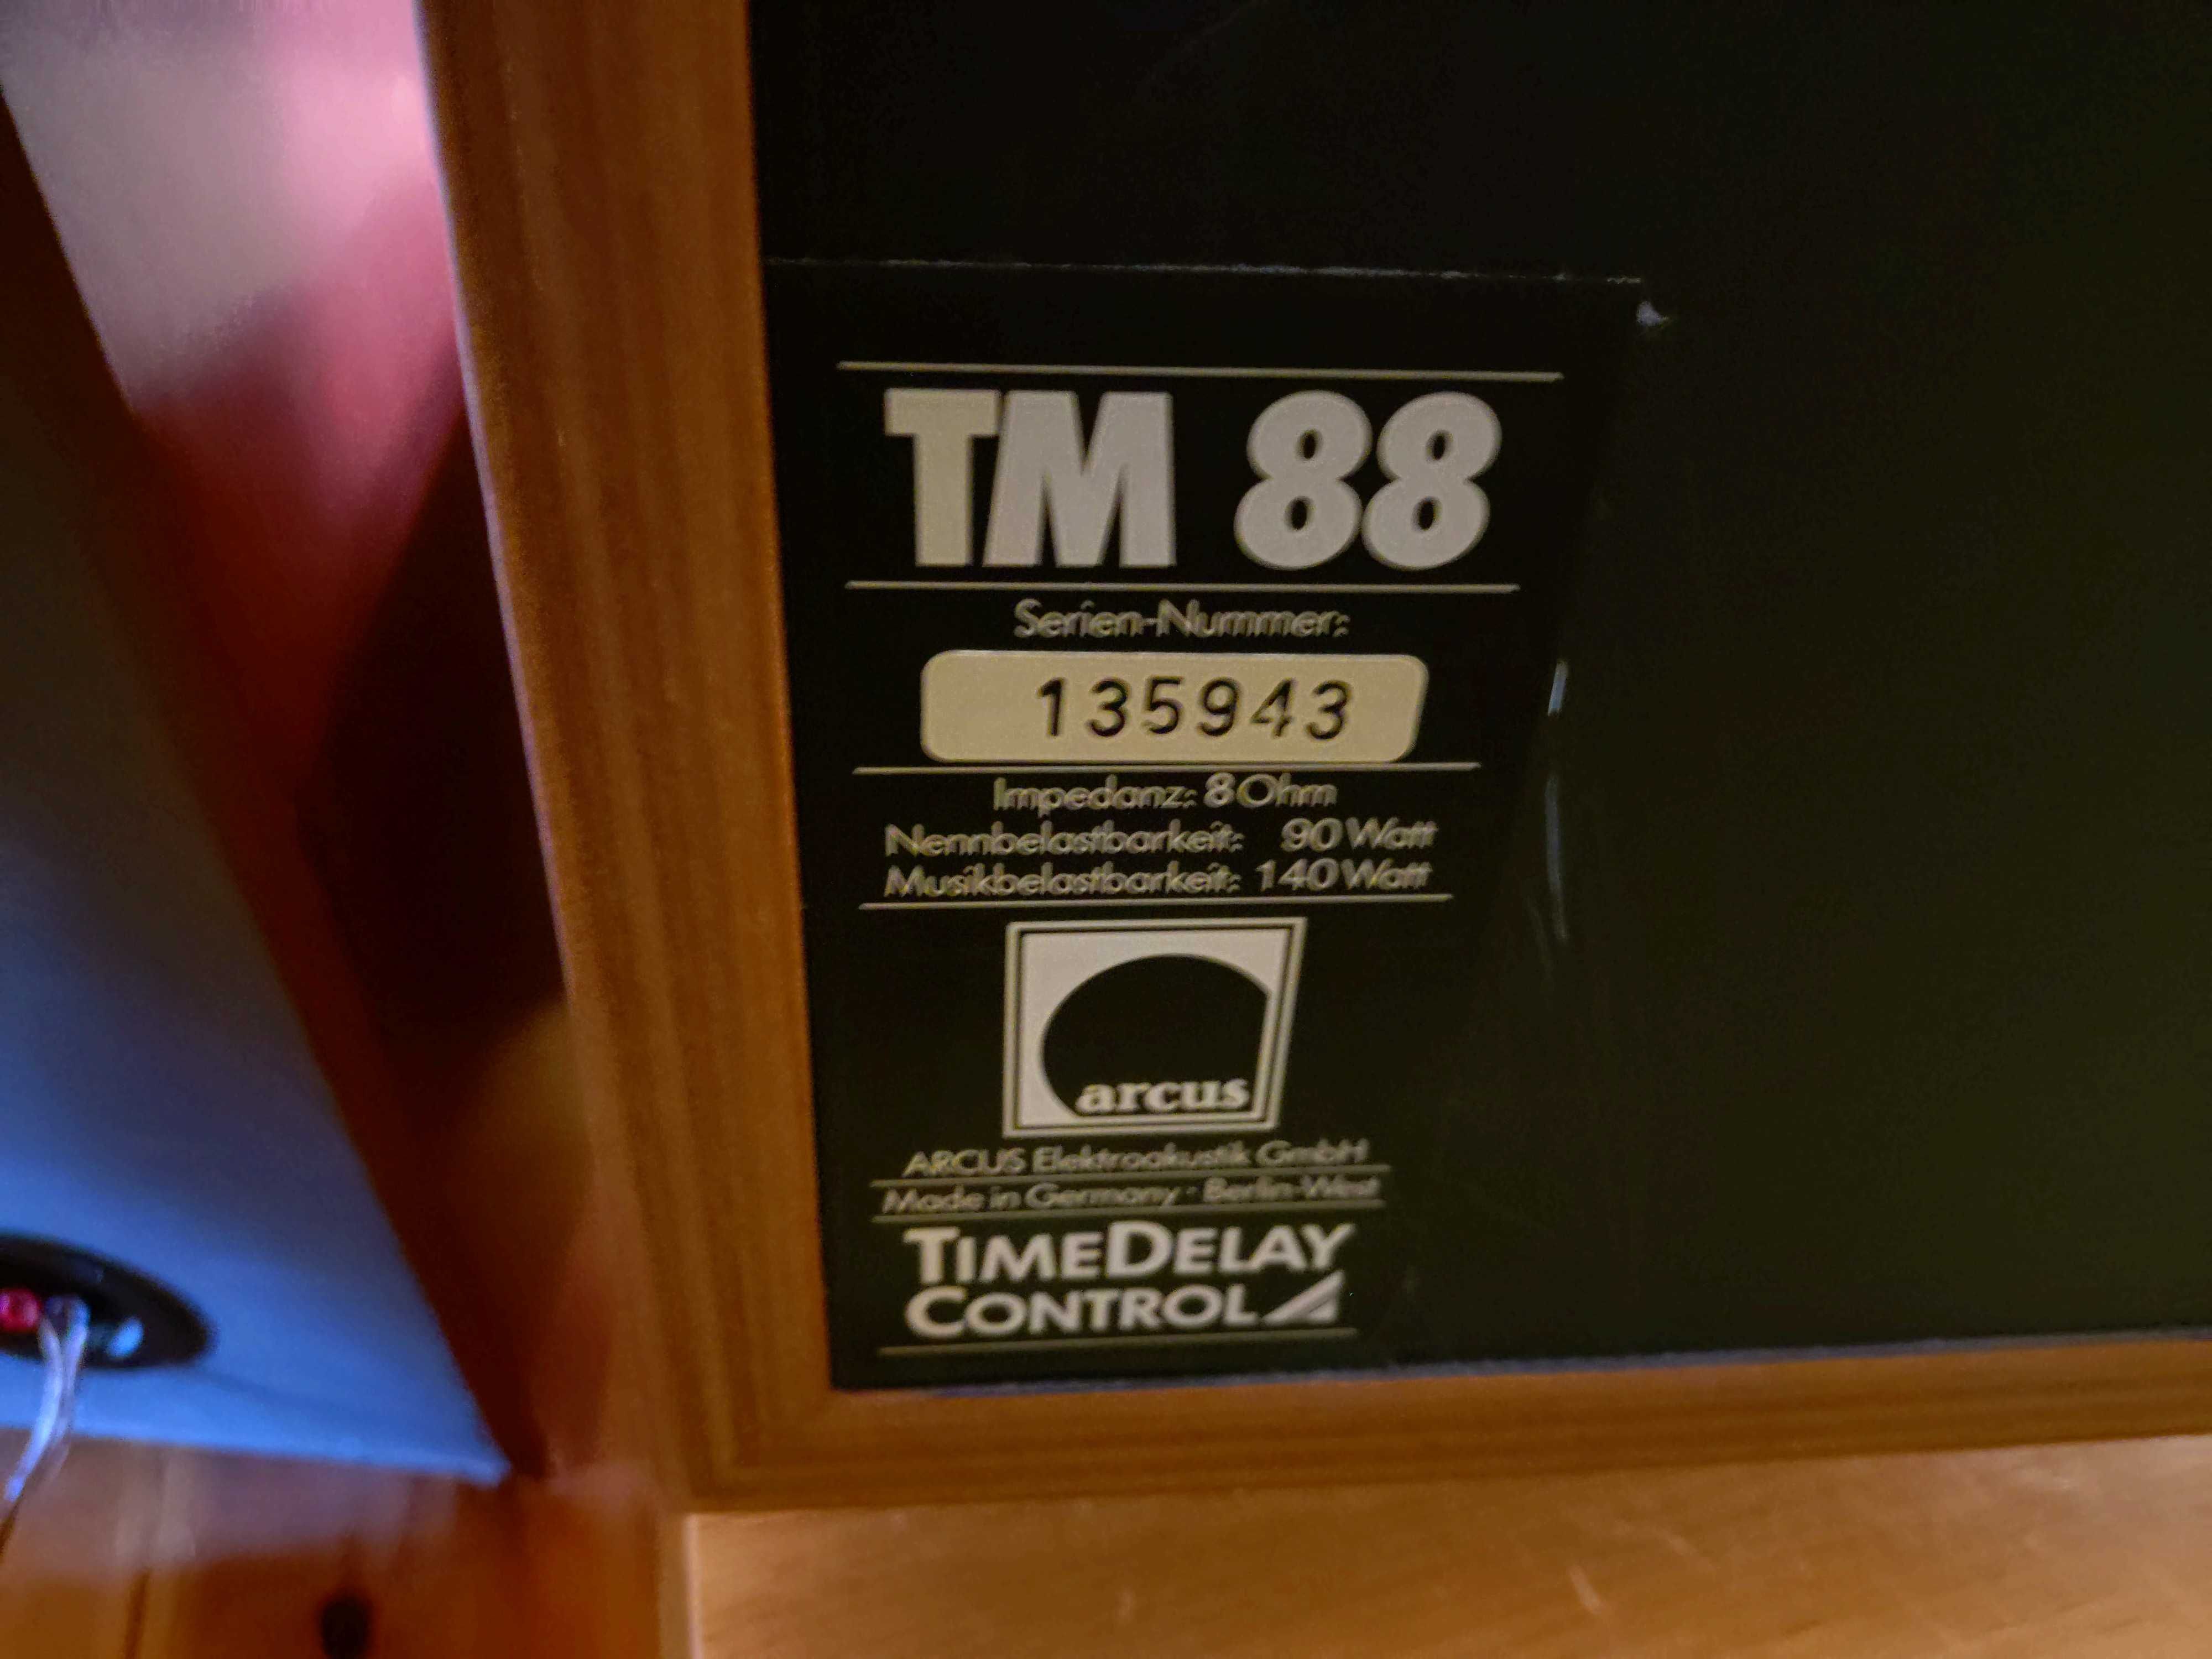 TM 88
Serien-Nummer:
135943
Impedanz: 8 Ohm
Nennbelastbarkeit: 90 Watt
Musikbelastbarkeit: 140 Watt
arcus
ARCUS Elektroakustik GmbH
Made in Germany · Berlin-West
TIMEDELAY
CONTROL